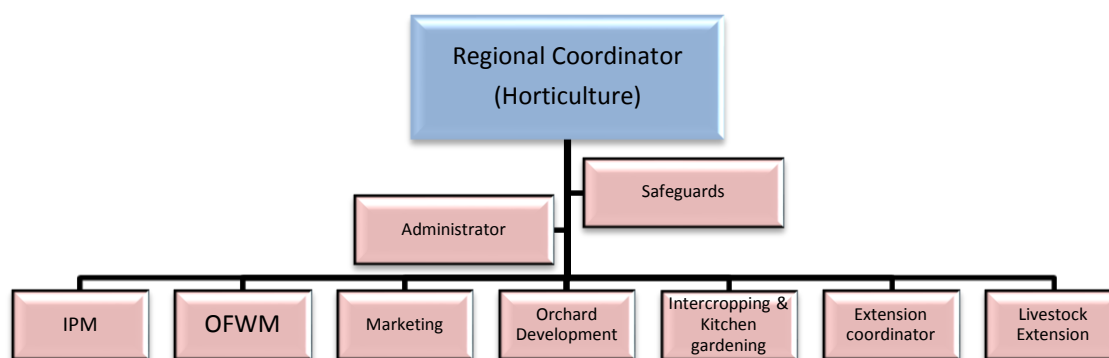 Regional Coordinator
(Horticulture)
Safeguards
Administrator
IPM
OFWM
Marketing
Orchard
Development
Intercropping &
Kitchen
gardening
Extension
coordinator
Livestock
Extension